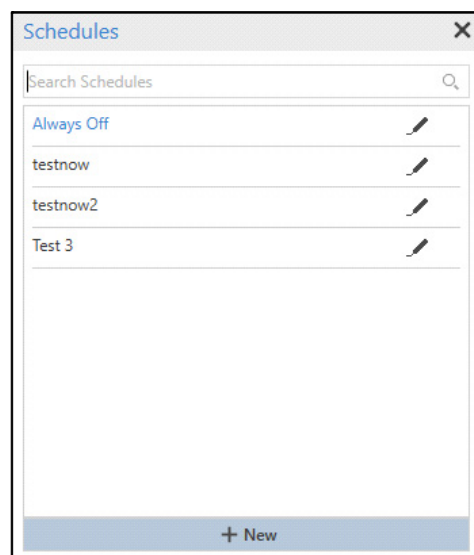 Schedules
Search Schedules
Always Off
testnow
testnow2
Test 3
+ New